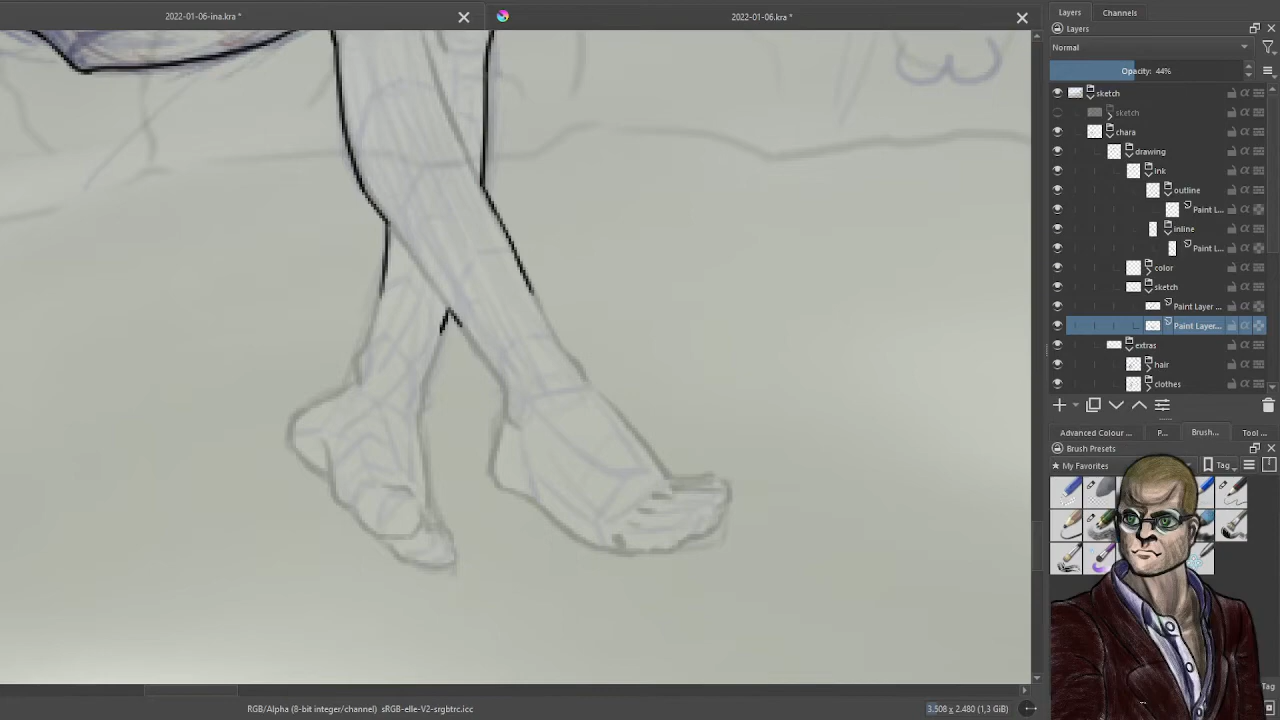 2022-01-06-ina.kra *
2022-01-06.kra *
Layers
Channels
Layers
Normal
Opacity: 44%
sketch
sketch
chara
drawing
ink
outline
Paint L...
inline
Paint L...
color
sketch
Paint Layer ...
Paint Layer...
extras
hair
clothes
Advanced Colour ...
P...
Brush...
Tool ...
Brush Presets
★ My Favorites
Tag
Tag
RGB/Alpha (8-bit integer/channel) sRGB-elle-V2-srgbtrc.icc
3.508 x 2.480 (1,3 GiB)